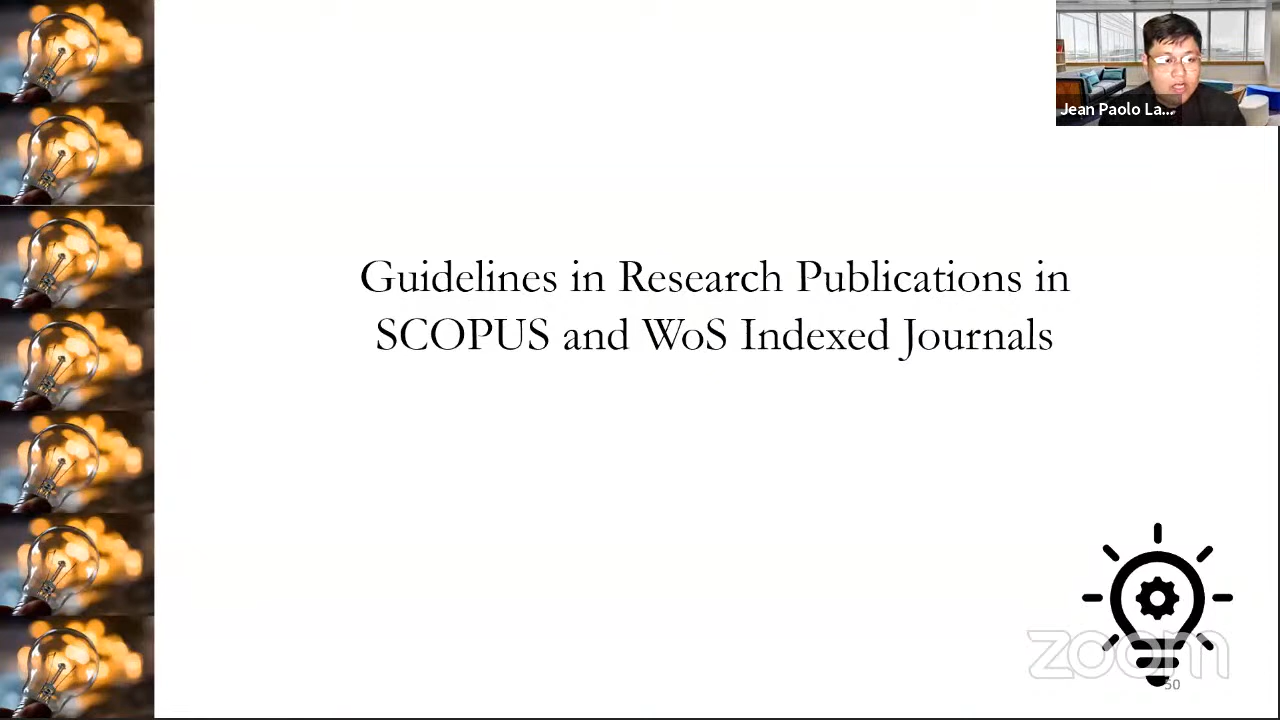 Jean Paolo La...
Guidelines in Research Publications in
SCOPUS and WoS Indexed Journals
zoom
50